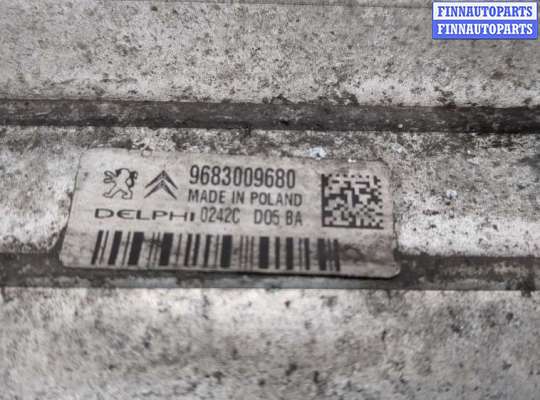 FINNAUTOPARTS
FINNAUTOPARTS
9683009680
MADE IN POLAND
DELPHI 0242C D05 BA